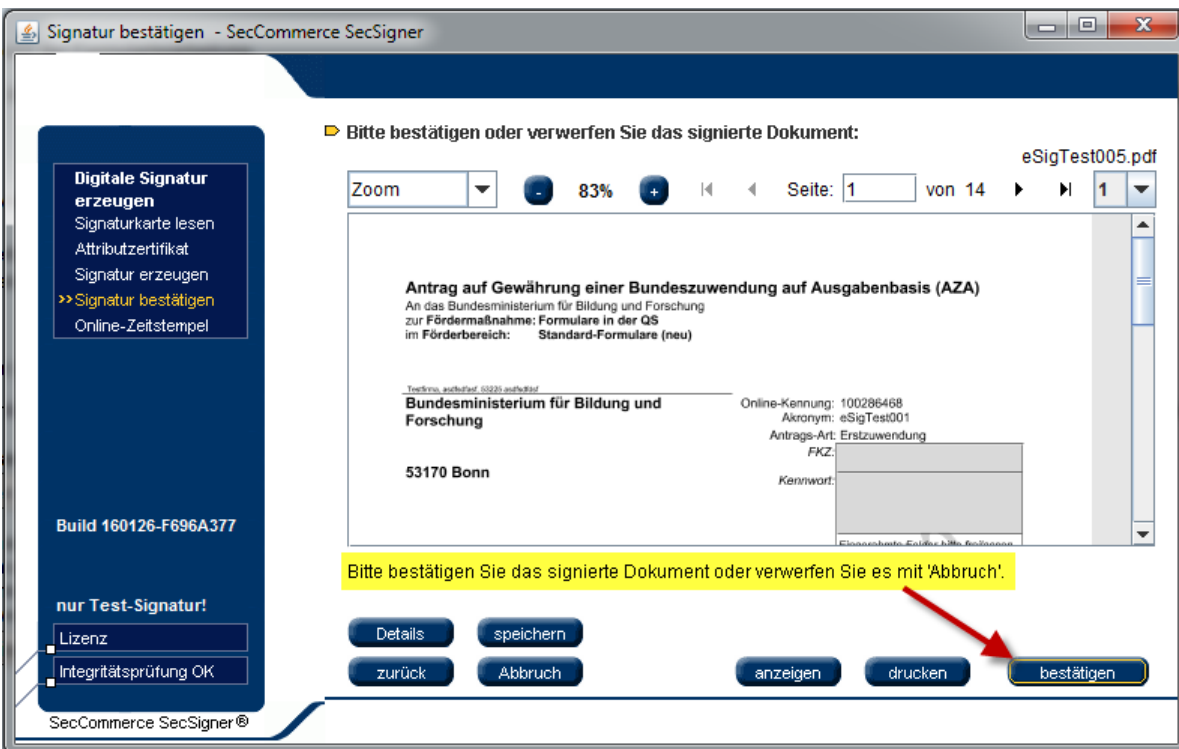 Signatur bestätigen - SecCommerce SecSigner
Digitale Signatur
erzeugen
Signaturkarte lesen
Attributzertifikat
Signatur erzeugen
>> Signatur bestätigen
Online-Zeitstempel
Build 160126-F696A377
nur Test-Signatur!
Lizenz
Integritätsprüfung OK
SecCommerce SecSigner®
Bitte bestätigen oder verwerfen Sie das signierte Dokument:
eSigTest005.pdf
Zoom - 83% + Seite: 1 von 14 1
Antrag auf Gewährung einer Bundeszuwendung auf Ausgabenbasis (AZA)
An das Bundesministerium für Bildung und Forschung
zur Fördermaßnahme: Formulare in der QS
im Förderbereich: Standard-Formulare (neu)
Bundesministerium für Bildung und
Forschung
53170 Bonn
Online-Kennung: 100286468
Akronym: eSigTest001
Antrags-Art: Erstzuwendung
FKZ:
Kennwort:
Bitte bestätigen Sie das signierte Dokument oder verwerfen Sie es mit 'Abbruch'.
Details speichern
zurück Abbruch anzeigen drucken bestätigen